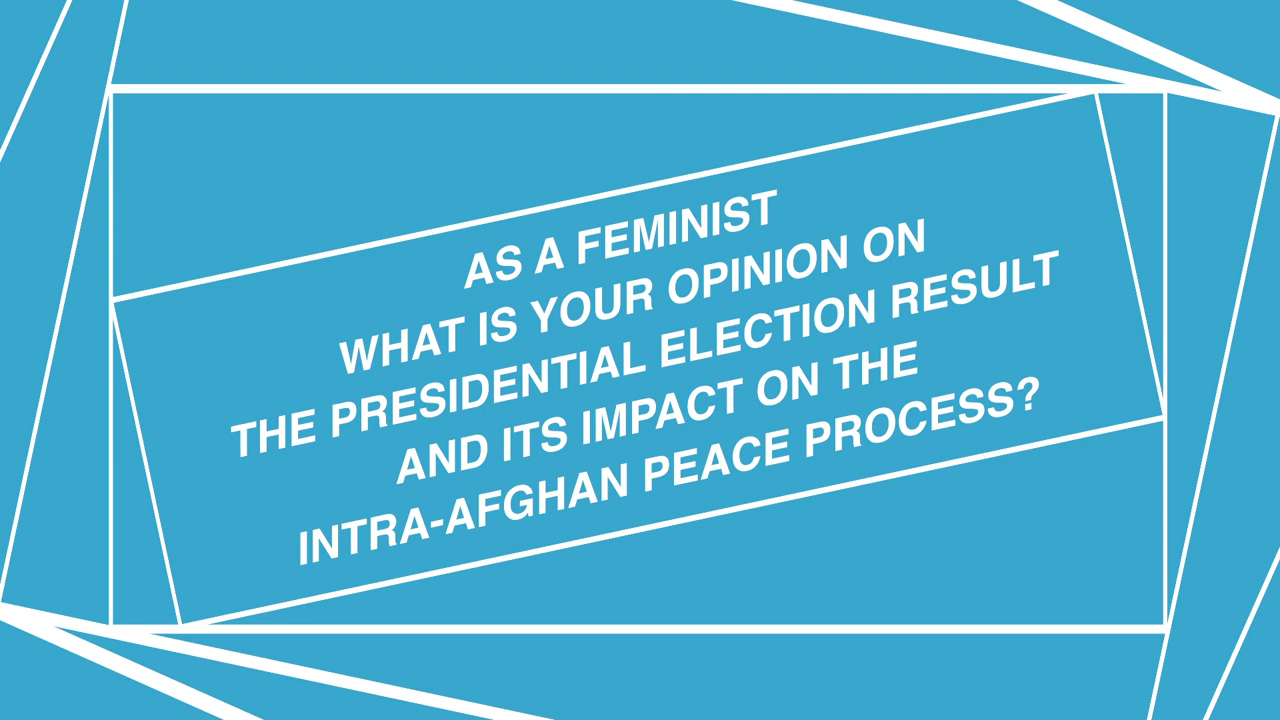 AS A FEMINIST
WHAT IS YOUR OPINION ON
THE PRESIDENTIAL ELECTION RESULT
AND ITS IMPACT ON THE
INTRA-AFGHAN PEACE PROCESS?